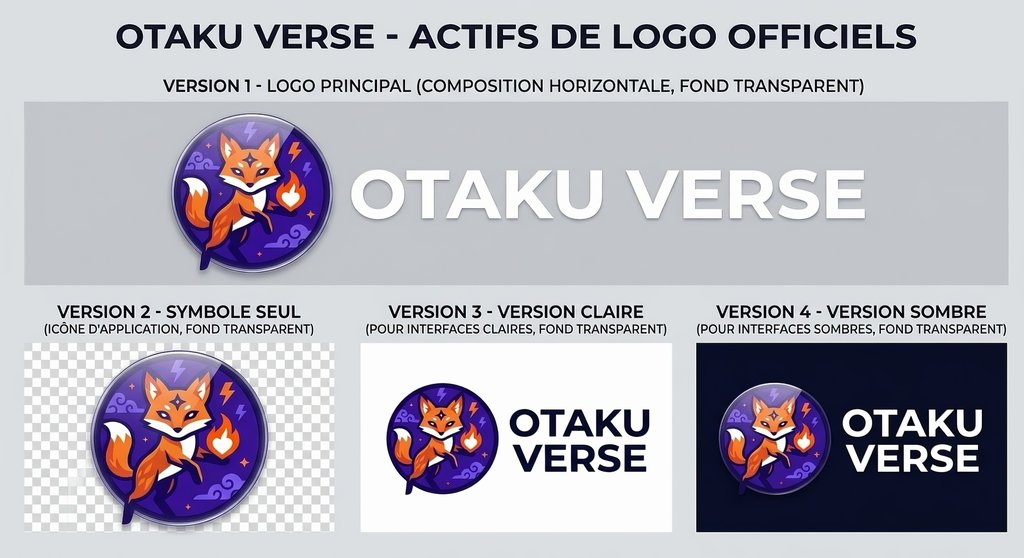 OTAKU VERSE - ACTIFS DE LOGO OFFICIELS
VERSION 1 - LOGO PRINCIPAL (COMPOSITION HORIZONTALE, FOND TRANSPARENT)
OTAKU VERSE
VERSION 2 - SYMBOLE SEUL
(ICÔNE D'APPLICATION, FOND TRANSPARENT)
VERSION 3 - VERSION CLAIRE
(POUR INTERFACES CLAIRES, FOND TRANSPARENT)
OTAKU
VERSE
VERSION 4 - VERSION SOMBRE
(POUR INTERFACES SOMBRES, FOND TRANSPARENT)
OTAKU
VERSE